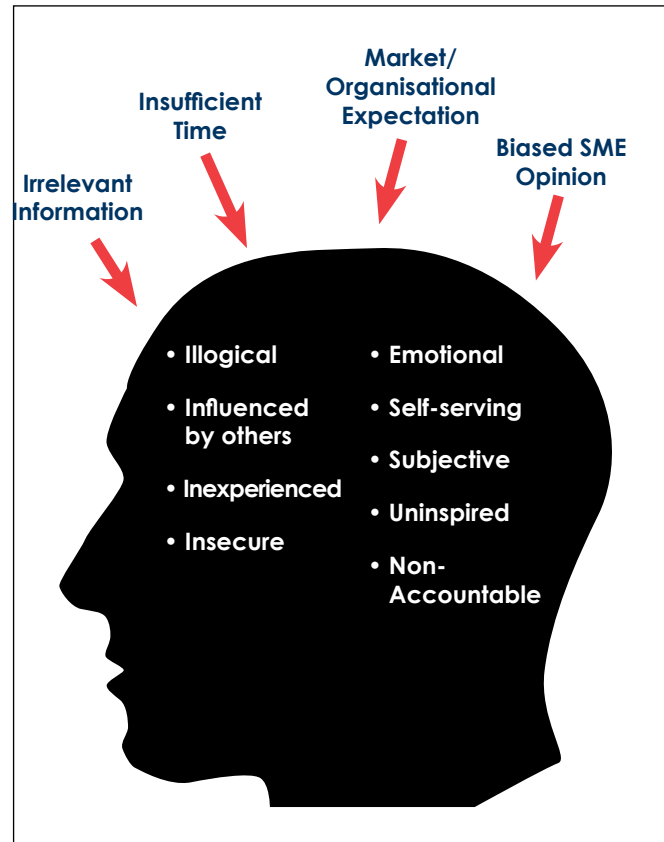 Market/
Organisational
Expectation
Insufficient
Time
Biased SME
Opinion
Irrelevant
Information
• Illogical
• Influenced
by others
• Inexperienced
• Insecure
• Emotional
• Self-serving
• Subjective
• Uninspired
• Non-
Accountable